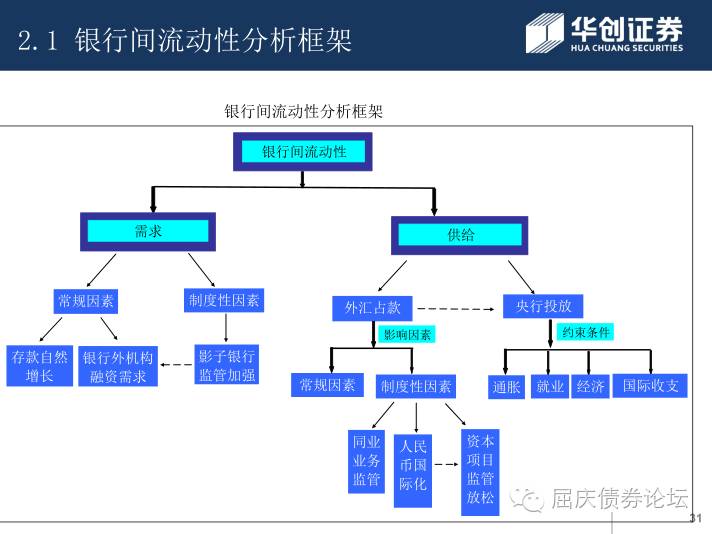 2.1 银行间流动性分析框架
华创证券
HUA CHUANG SECURITIES
银行间流动性分析框架
银行间流动性
需求
供给
常规因素
制度性因素
外汇占款
央行投放
影响因素
约束条件
存款自然
增长
银行外机构
融资需求
影子银行
监管加强
常规因素
制度性因素
通胀
就业
经济
国际收支
同业
业务
监管
人民
币国
际化
资本
项目
监管
放松
屈庆债券论坛
31